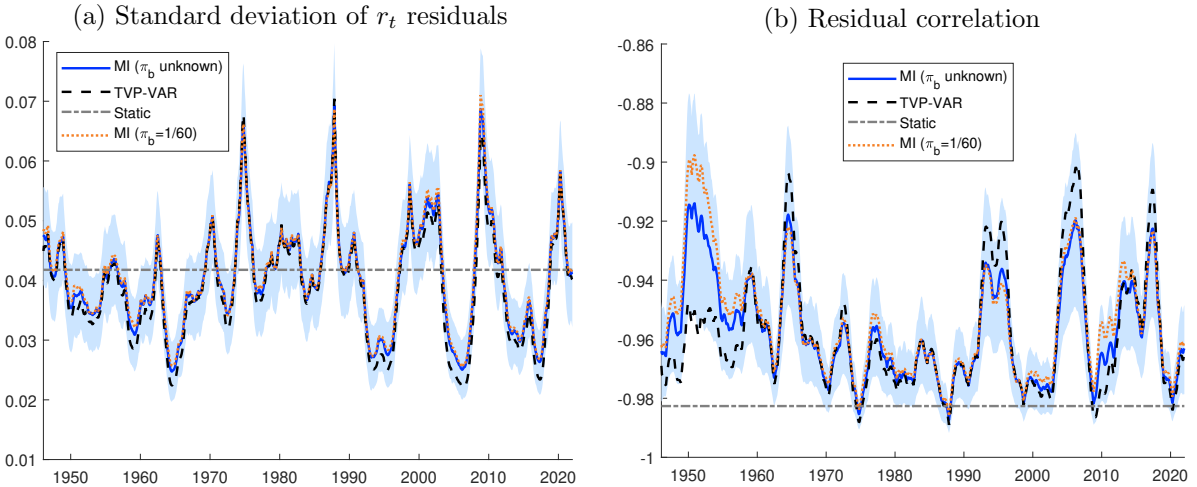 (a) Standard deviation of r_t residuals
0.08
0.07
0.06
0.05
0.04
0.03
0.02
0.01
MI (π_b unknown)
TVP-VAR
Static
MI (π_b=1/60)
1950 1960 1970 1980 1990 2000 2010 2020
(b) Residual correlation
-0.86
-0.88
-0.9
-0.92
-0.94
-0.96
-0.98
-1
MI (π_b unknown)
TVP-VAR
Static
MI (π_b=1/60)
1950 1960 1970 1980 1990 2000 2010 2020